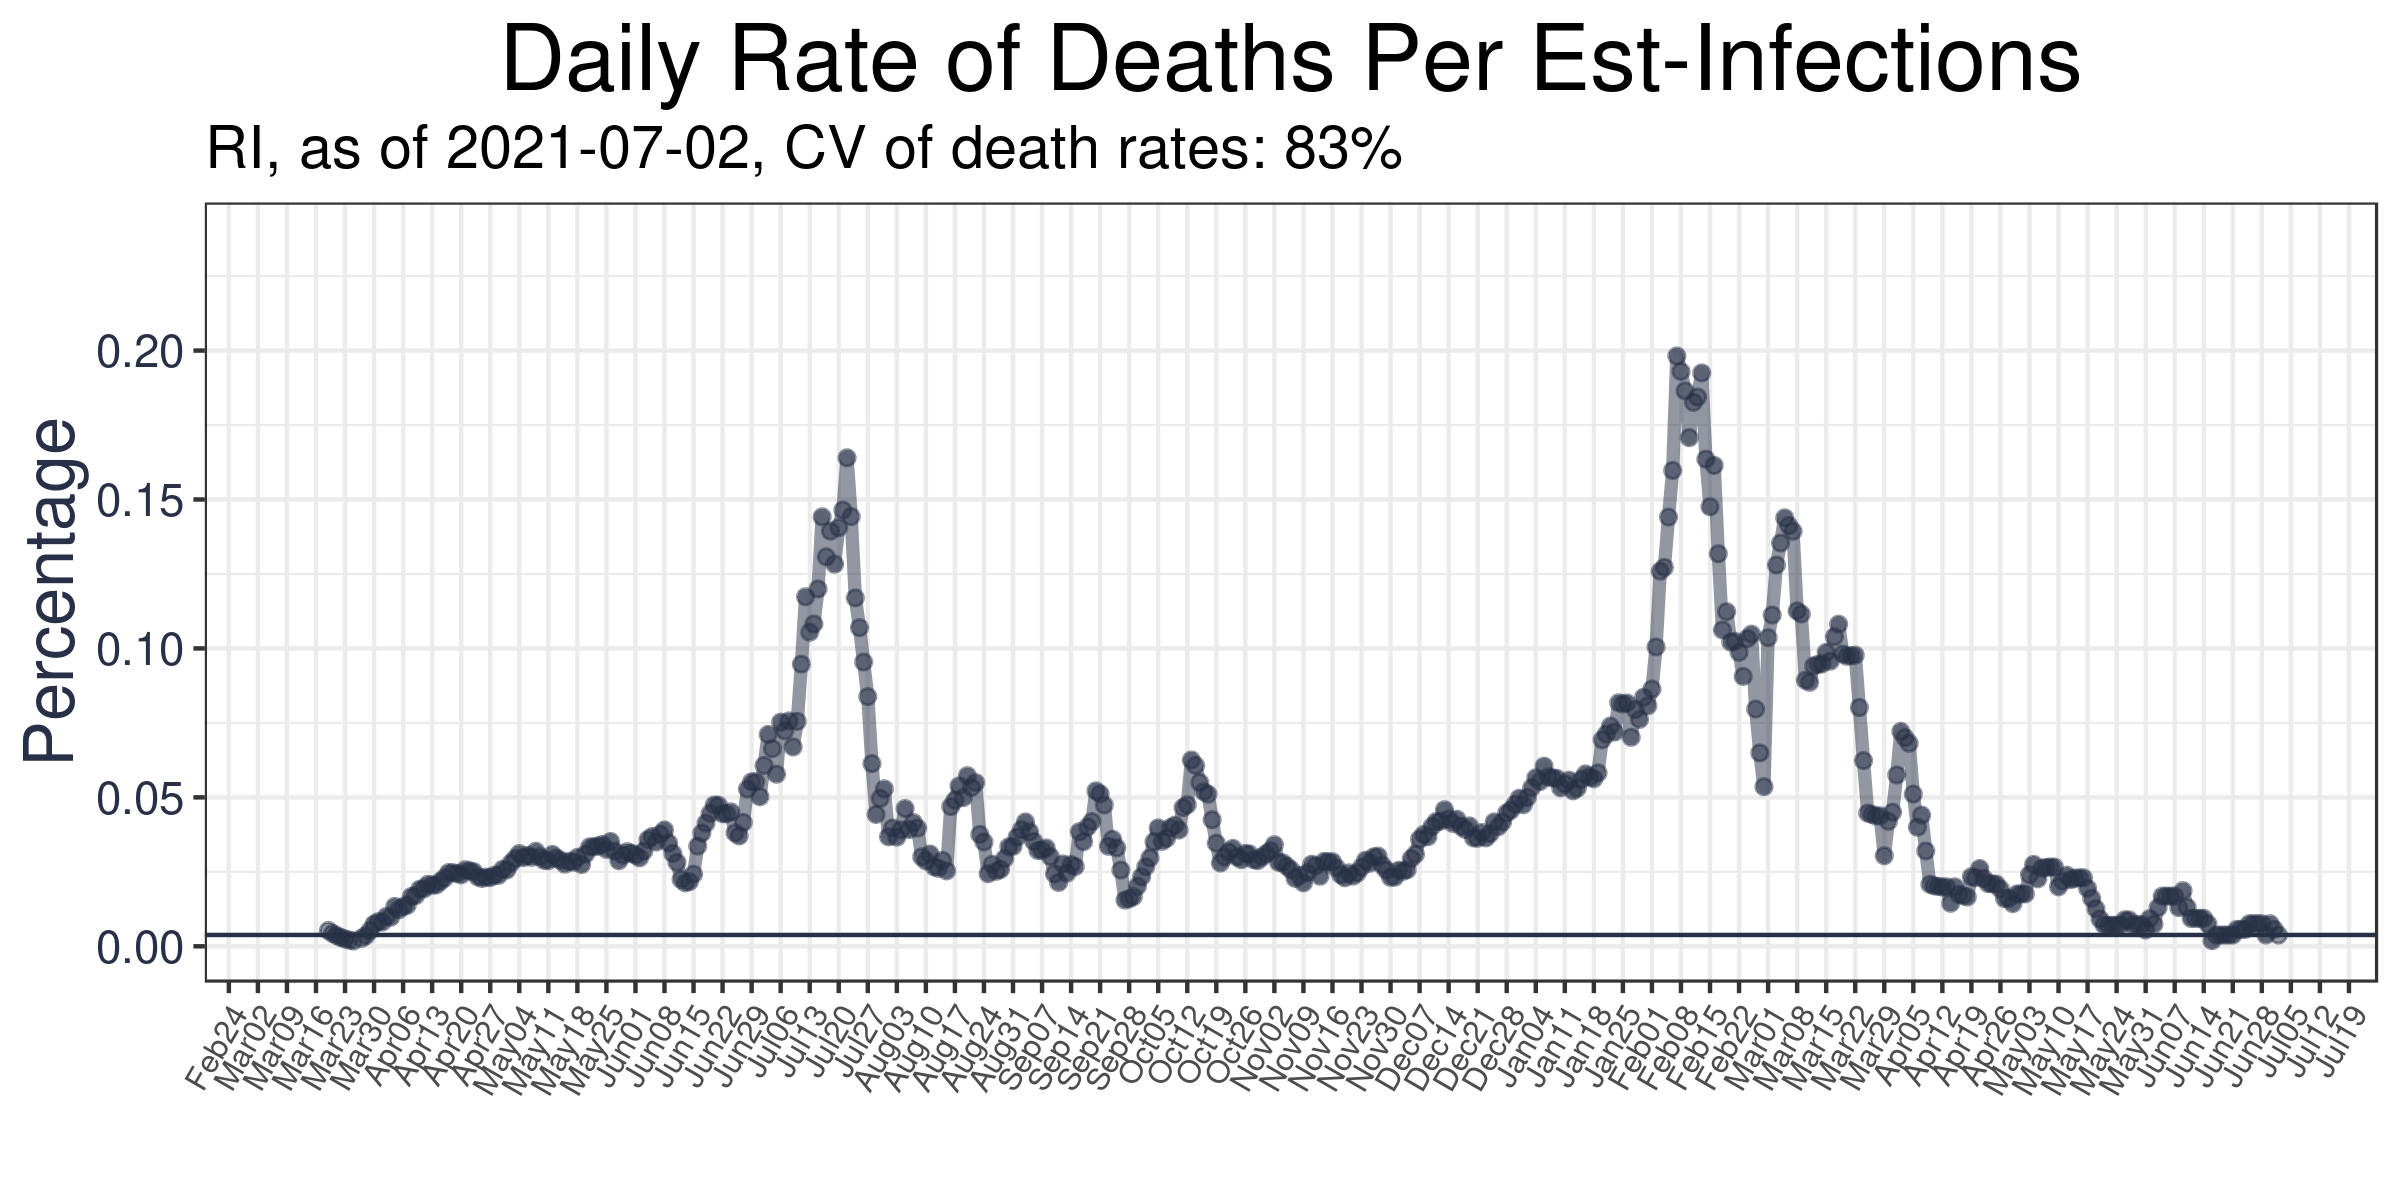 Daily Rate of Deaths Per Est-Infections
RI, as of 2021-07-02, CV of death rates: 83%
Percentage
0.20
0.15
0.10
0.05
0.00
Feb24
Mar02
Mar09
Mar16
Mar23
Mar30
Apr06
Apr13
Apr20
Apr27
May04
May11
May18
May25
Jun01
Jun08
Jun15
Jun22
Jun29
Jul06
Jul13
Jul20
Jul27
Aug03
Aug10
Aug17
Aug24
Aug31
Sep07
Sep14
Sep21
Sep28
Oct05
Oct12
Oct19
Oct26
Nov02
Nov09
Nov16
Nov23
Nov30
Dec07
Dec14
Dec21
Dec28
Jan04
Jan11
Jan18
Jan25
Feb01
Feb08
Feb15
Feb22
Mar01
Mar08
Mar15
Mar22
Mar29
Apr05
Apr12
Apr19
Apr26
May03
May10
May17
May24
May31
Jun07
Jun14
Jun21
Jun28
Jul05
Jul12
Jul19